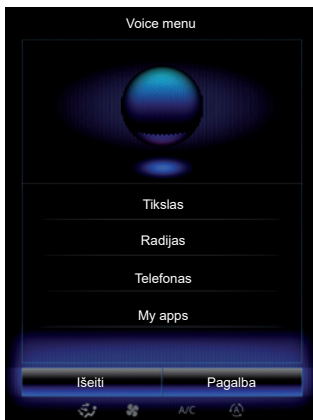 Voice menu
Tikslas
Radijas
Telefonas
My apps
Išeiti Pagalba
A/C A